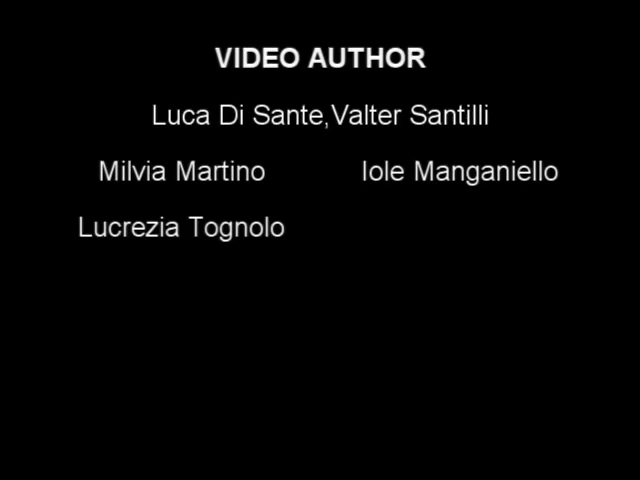 VIDEO AUTHOR
Luca Di Sante,Valter Santilli
Milvia Martino Iole Manganiello
Lucrezia Tognolo